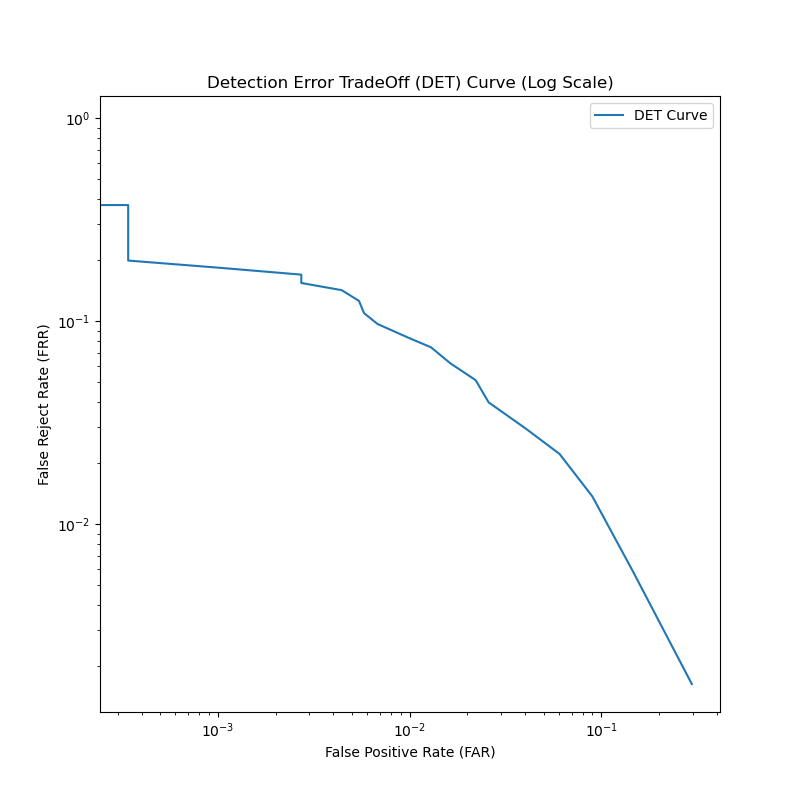 Detection Error TradeOff (DET) Curve (Log Scale)
DET Curve
10⁰
10⁻¹
10⁻²
False Reject Rate (FRR)
10⁻³
10⁻²
10⁻¹
False Positive Rate (FAR)